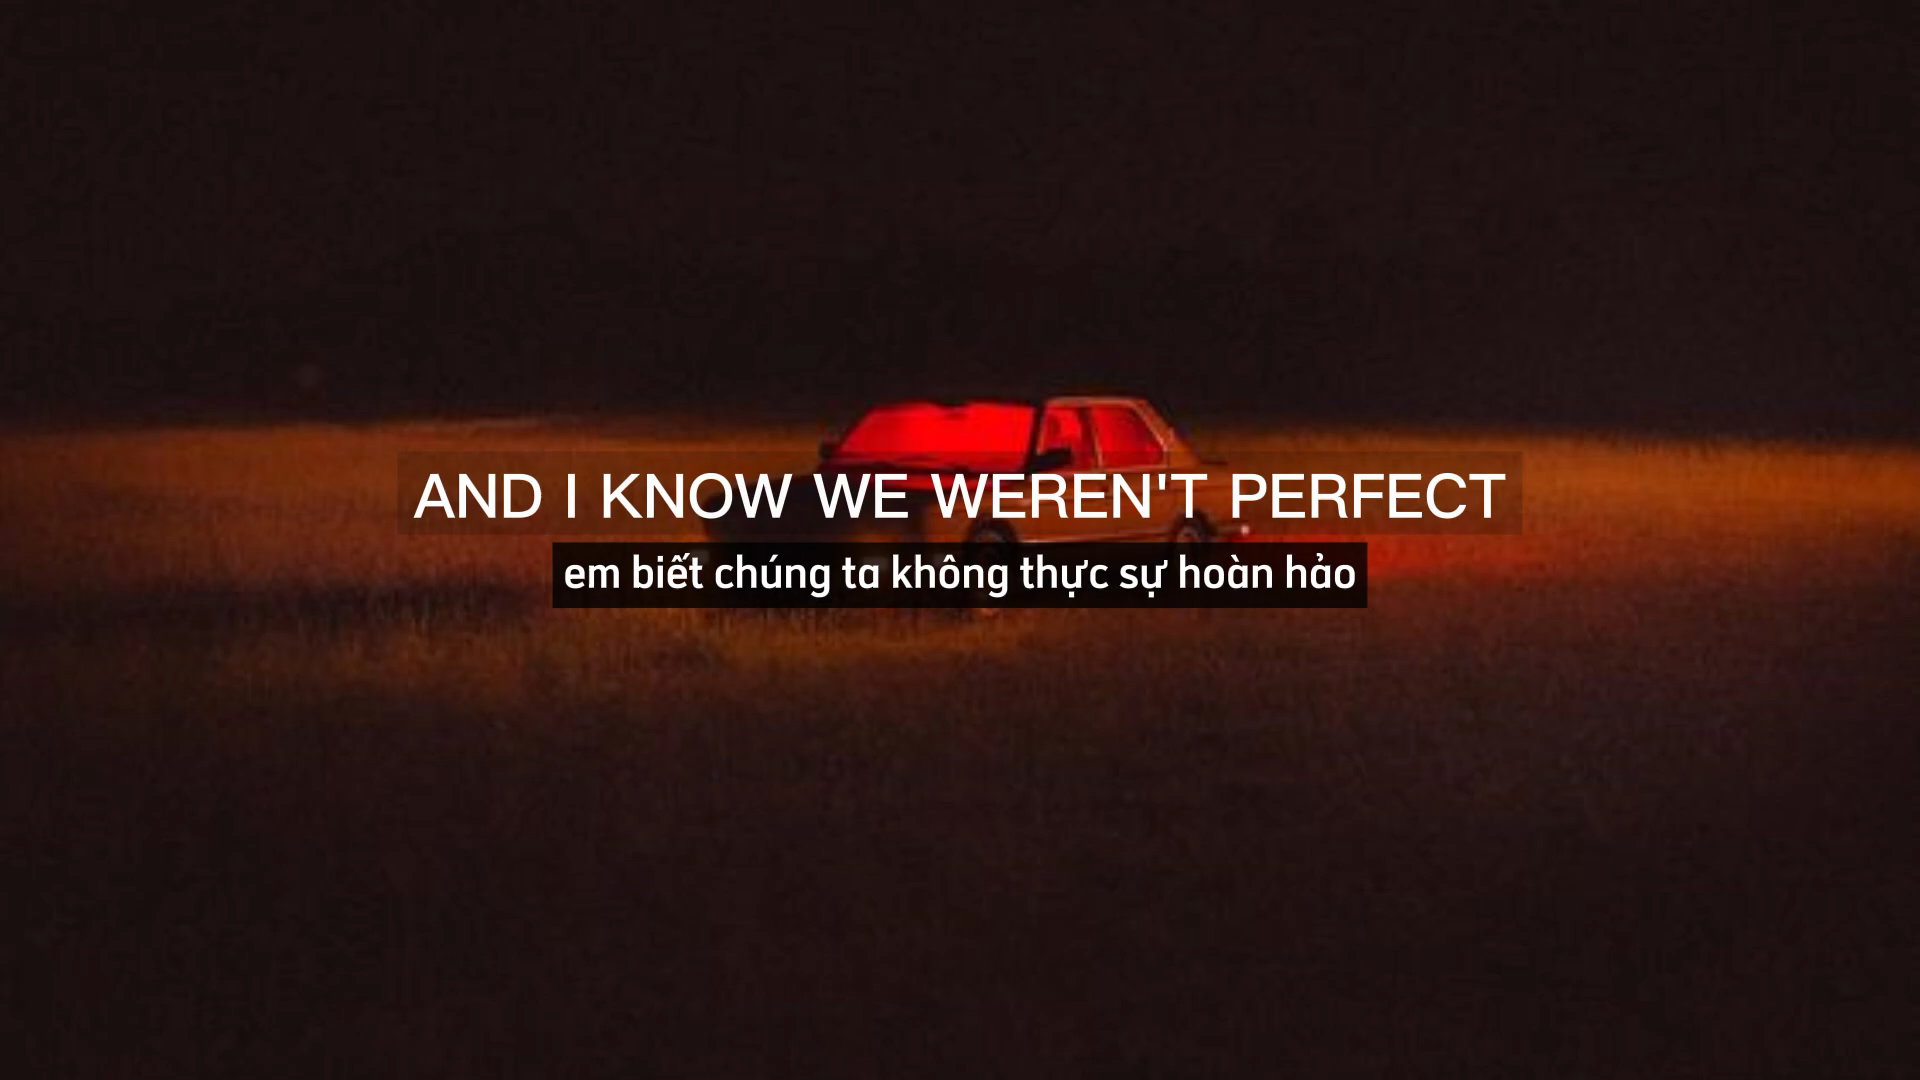 AND I KNOW WE WEREN'T PERFECT
em biết chúng ta không thực sự hoàn hảo